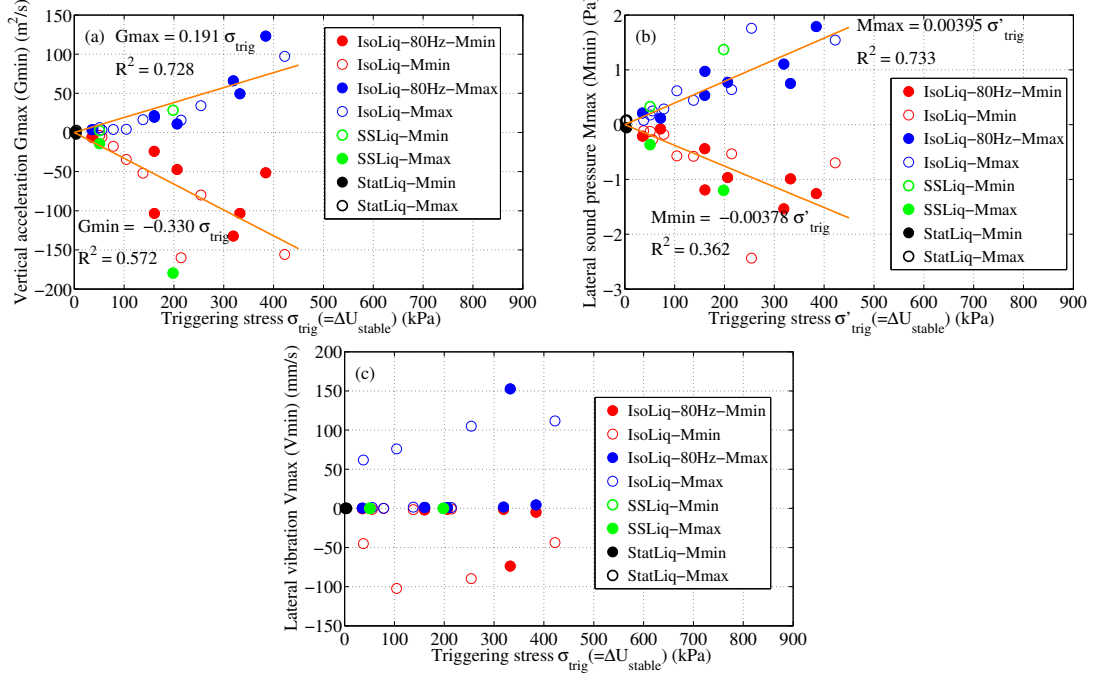 (a)
Gmax = 0.191 σtrig
R² = 0.728
Gmin = −0.330 σtrig
R² = 0.572
IsoLiq−80Hz−Mmin
IsoLiq−Mmin
IsoLiq−80Hz−Mmax
IsoLiq−Mmax
SSLiq−Mmin
SSLiq−Mmax
StatLiq−Mmin
StatLiq−Mmax
Vertical acceleration Gmax (Gmin) (m²/s)
150
100
50
0
−50
−100
−150
−200
0 100 200 300 400 500 600 700 800 900
Triggering stress σtrig(=ΔUstable) (kPa)
(b)
Mmax = 0.00395 σ’trig
R² = 0.733
Mmin = −0.00378 σ’trig
R² = 0.362
IsoLiq−80Hz−Mmin
IsoLiq−Mmin
IsoLiq−80Hz−Mmax
IsoLiq−Mmax
SSLiq−Mmin
SSLiq−Mmax
StatLiq−Mmin
StatLiq−Mmax
Lateral sound pressure Mmax (Mmin) (Pa)
2
1
0
−1
−2
−3
0 100 200 300 400 500 600 700 800 900
Triggering stress σ’trig(=ΔUstable) (kPa)
(c)
IsoLiq−80Hz−Mmin
IsoLiq−Mmin
IsoLiq−80Hz−Mmax
IsoLiq−Mmax
SSLiq−Mmin
SSLiq−Mmax
StatLiq−Mmin
StatLiq−Mmax
Lateral vibration Vmax (Vmin) (mm/s)
200
150
100
50
0
−50
−100
−150
0 100 200 300 400 500 600 700 800 900
Triggering stress σtrig(=ΔUstable) (kPa)